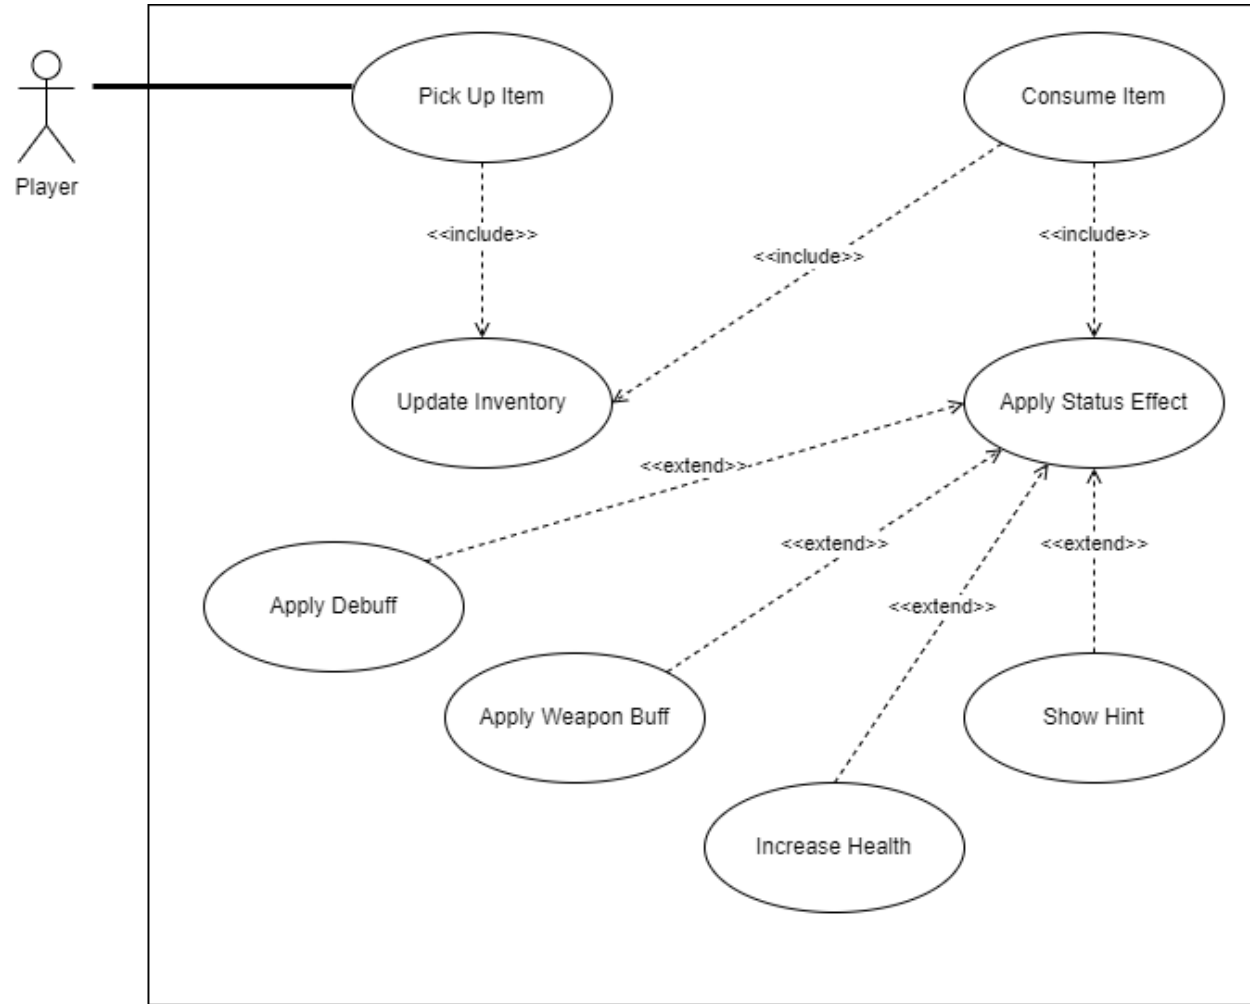 Pick Up Item
Consume Item
Player
<<include>>
<<include>>
<<include>>
Update Inventory
Apply Status Effect
<<extend>>
<<extend>>
<<extend>>
<<extend>>
Apply Debuff
Apply Weapon Buff
Show Hint
Increase Health